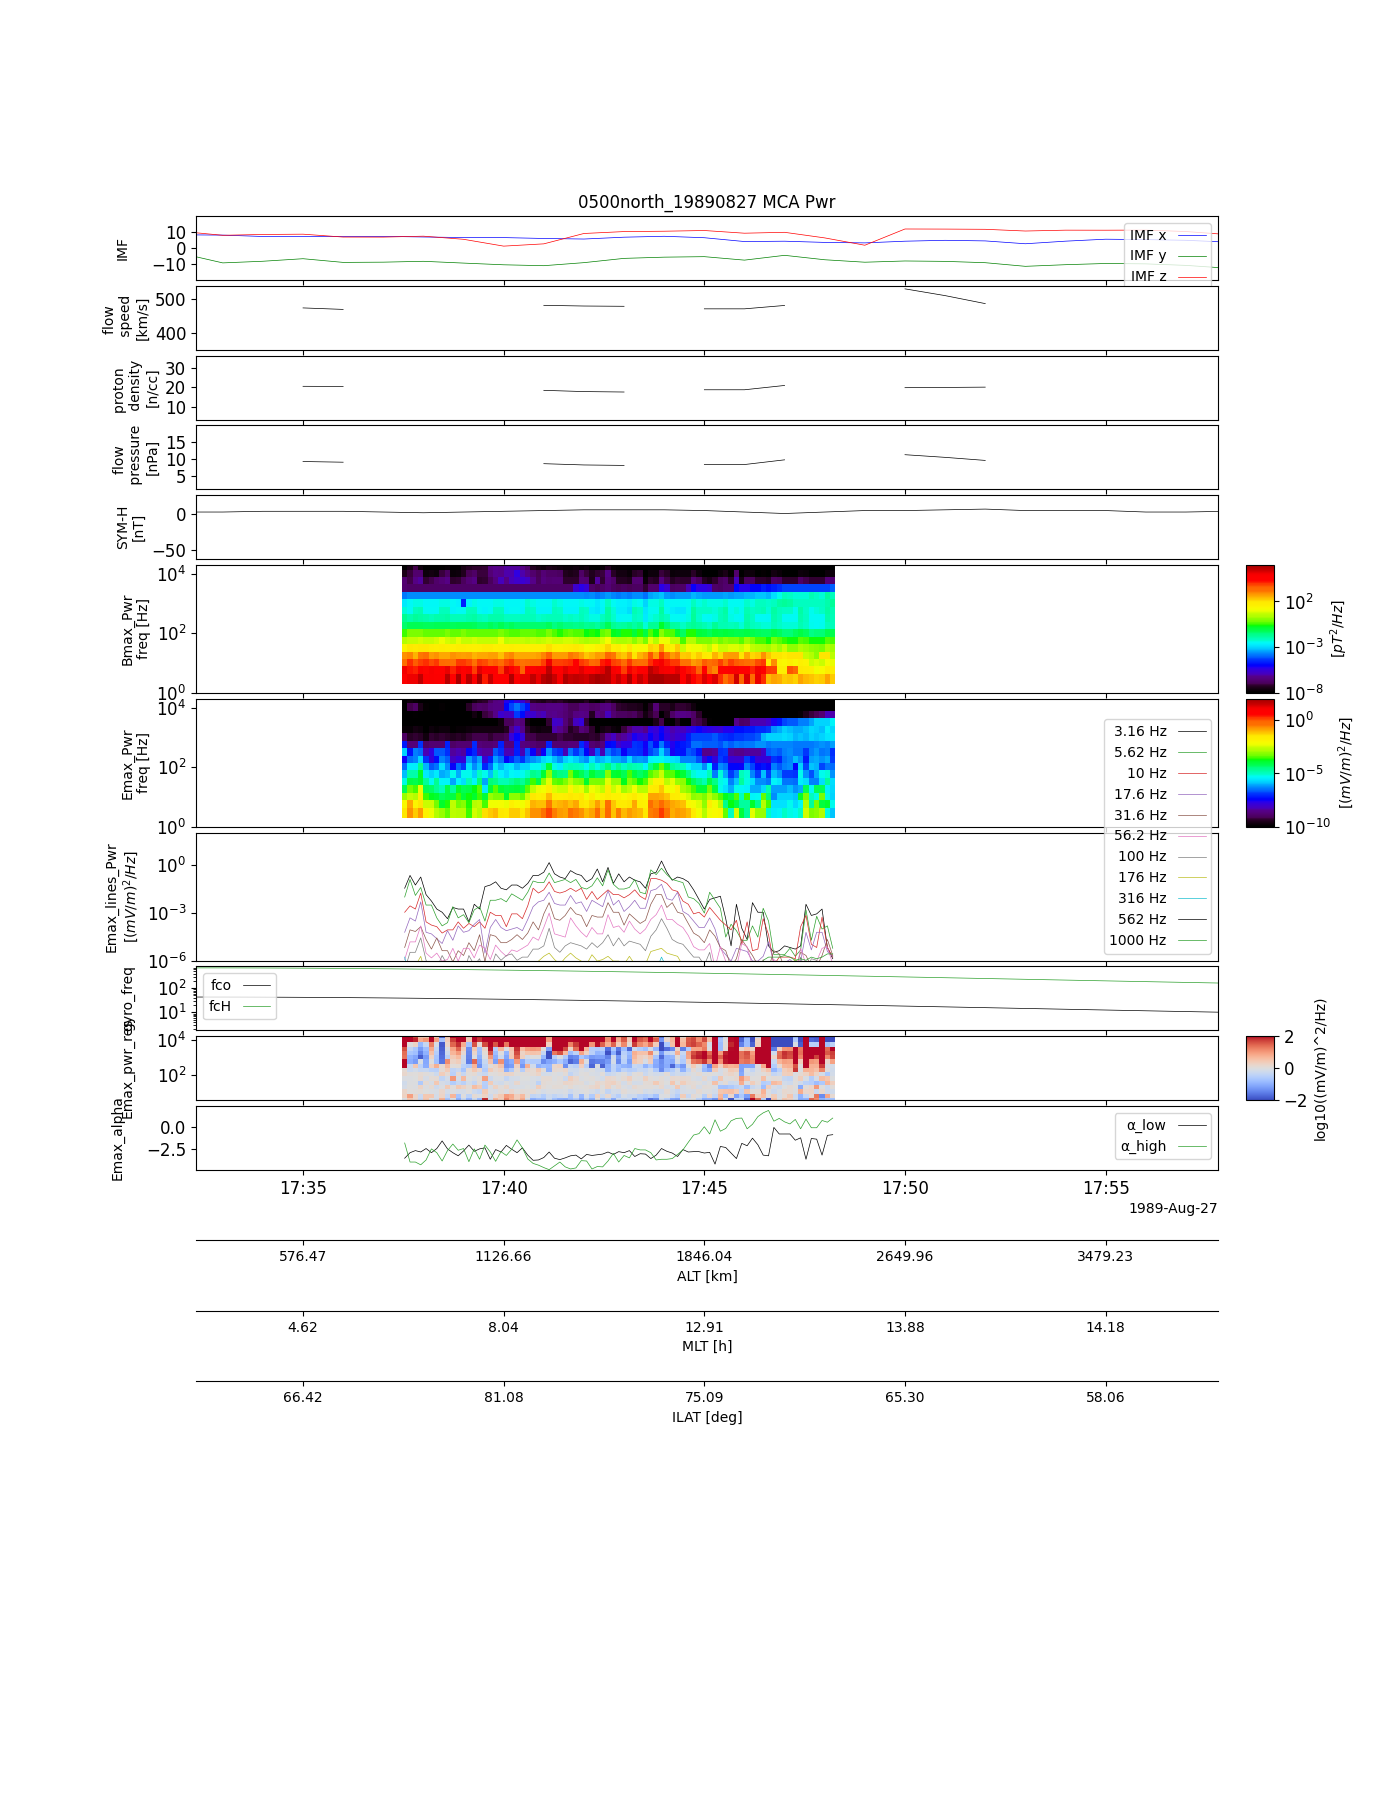 0500north_19890827 MCA Pwr
IMF
10
0
−10
IMF x
IMF y
IMF z
flow
speed
[km/s]
500
400
proton
density
[n/cc]
30
20
10
flow
pressure
[nPa]
15
10
5
SYM-H
[nT]
0
−50
Bmax_Pwr
freq [Hz]
10^4
10^2
10^0
10^2
10^−3
10^−8
[pT^2/Hz]
Emax_Pwr
freq [Hz]
10^4
10^2
10^0
10^0
10^−5
10^−10
[(mV/m)^2/Hz]
3.16 Hz
5.62 Hz
10 Hz
17.6 Hz
31.6 Hz
56.2 Hz
100 Hz
176 Hz
316 Hz
562 Hz
1000 Hz
Emax_lines_Pwr
[(mV/m)^2/Hz]
10^0
10^−3
10^−6
gyro_freq
10^2
10^1
fco
fcH
Emax_pwr_res
10^4
10^2
2
0
−2
log10((mV/m)^2/Hz)
Emax_alpha
0.0
−2.5
α_low
α_high
17:35 17:40 17:45 17:50 17:55
1989-Aug-27
576.47 1126.66 1846.04 2649.96 3479.23
ALT [km]
4.62 8.04 12.91 13.88 14.18
MLT [h]
66.42 81.08 75.09 65.30 58.06
ILAT [deg]